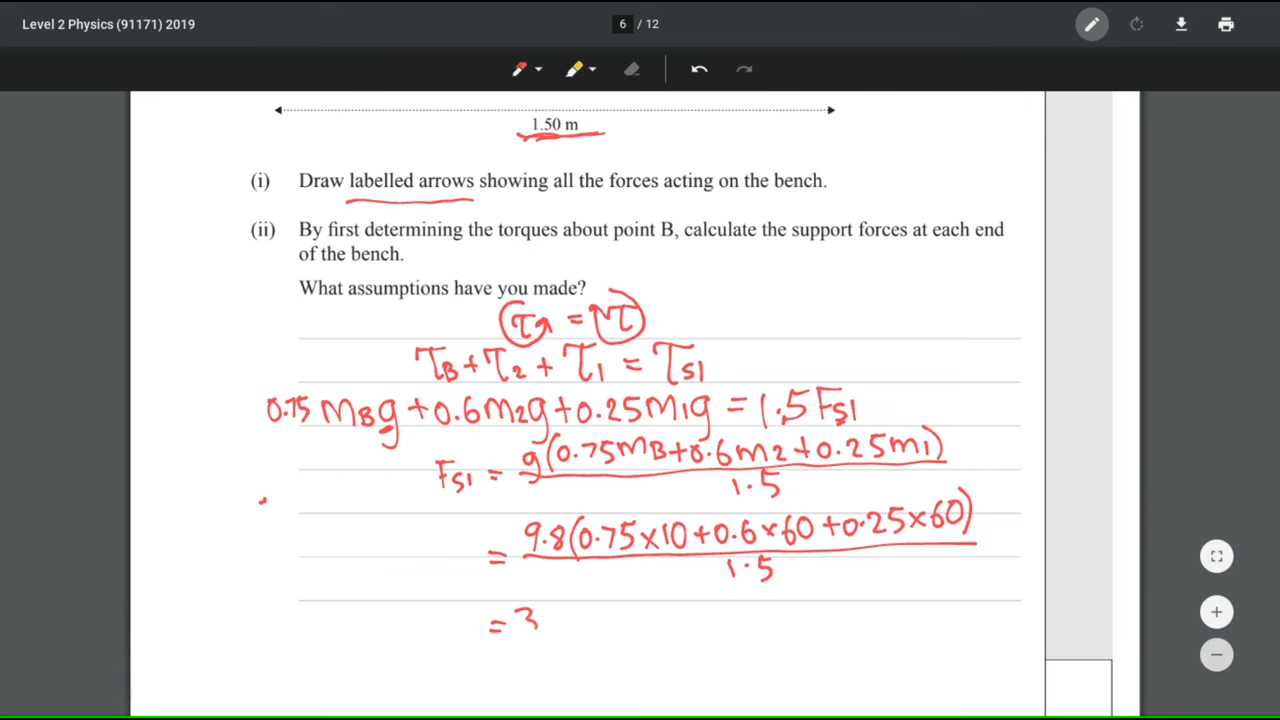 Level 2 Physics (91171) 2019
6 / 12
1.50 m
(i) Draw labelled arrows showing all the forces acting on the bench.
(ii) By first determining the torques about point B, calculate the support forces at each end
of the bench.
What assumptions have you made?
τB + τ2 + τ1 = τS1
0.75 MBg + 0.6M2g + 0.25M1g = 1.5FS1
FS1 = g(0.75MB + 0.6m2 + 0.25m1)
1.5
= 9.8(0.75×10 + 0.6×60 + 0.25×60)
1.5
= 3